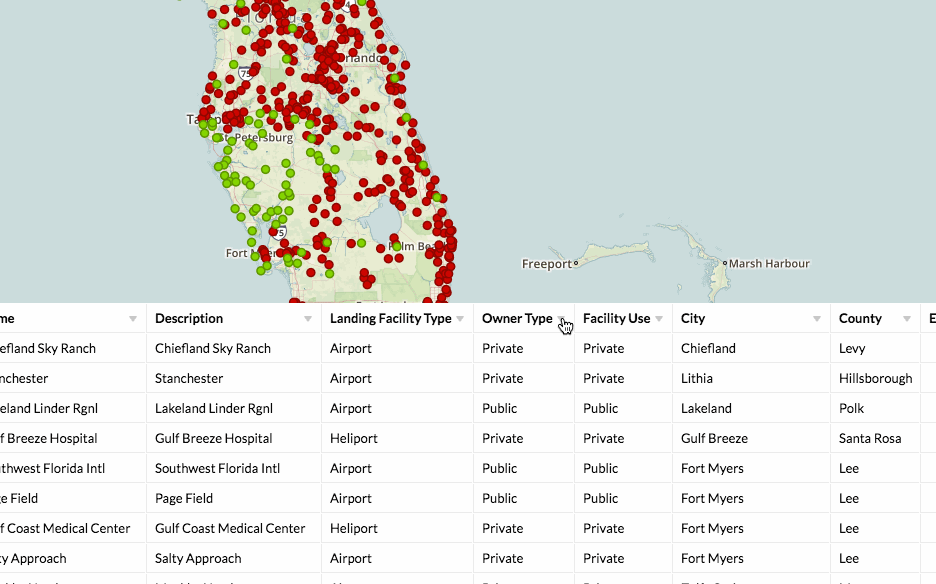 75
Orlando
St. Petersburg
75
Fort Myers
Palm Beach
Freeport
Marsh Harbour
me Description Landing Facility Type Owner Type Facility Use City County E
iefland Sky Ranch Chiefland Sky Ranch Airport Private Private Chiefland Levy
nchester Stanchester Airport Private Private Lithia Hillsborough
eland Linder Rgnl Lakeland Linder Rgnl Airport Public Public Lakeland Polk
f Breeze Hospital Gulf Breeze Hospital Heliport Private Private Gulf Breeze Santa Rosa
thwest Florida Intl Southwest Florida Intl Airport Public Public Fort Myers Lee
ge Field Page Field Airport Public Public Fort Myers Lee
f Coast Medical Center Gulf Coast Medical Center Heliport Private Private Fort Myers Lee
ty Approach Salty Approach Airport Private Private Fort Myers Lee